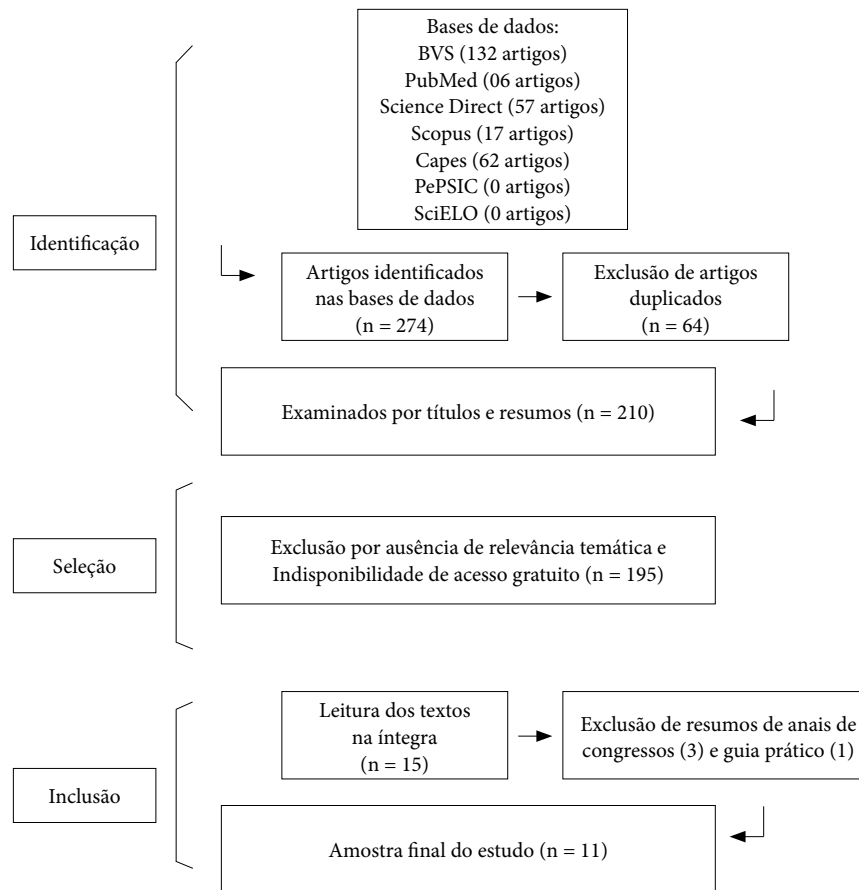 Bases de dados:
BVS (132 artigos)
PubMed (06 artigos)
Science Direct (57 artigos)
Scopus (17 artigos)
Capes (62 artigos)
PePSIC (0 artigos)
SciELO (0 artigos)
Identificação
Artigos identificados
nas bases de dados
(n = 274)
Exclusão de artigos
duplicados
(n = 64)
Examinados por títulos e resumos (n = 210)
Seleção
Exclusão por ausência de relevância temática e
Indisponibilidade de acesso gratuito (n = 195)
Inclusão
Leitura dos textos
na íntegra
(n = 15)
Exclusão de resumos de anais de
congressos (3) e guia prático (1)
Amostra final do estudo (n = 11)